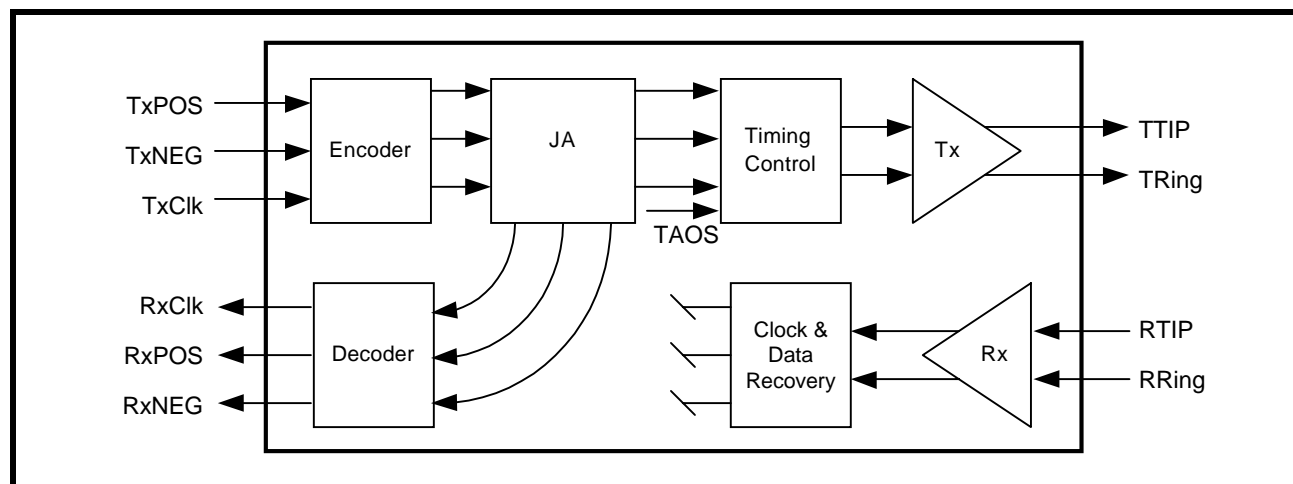 TxPOS
TxNEG
TxClk
Encoder
JA
Timing
Control
TAOS
Tx
TTIP
TRing
RxClk
RxPOS
RxNEG
Decoder
Clock &
Data
Recovery
Rx
RTIP
RRing